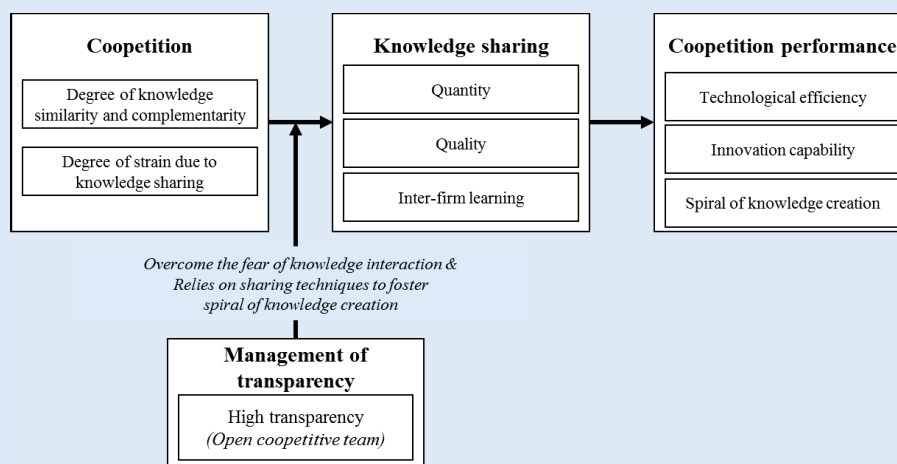 Coopetition
Degree of knowledge
similarity and complementarity
Degree of strain due to
knowledge sharing
Knowledge sharing
Quantity
Quality
Inter-firm learning
Coopetition performance
Technological efficiency
Innovation capability
Spiral of knowledge creation
Overcome the fear of knowledge interaction &
Relies on sharing techniques to foster
spiral of knowledge creation
Management of
transparency
High transparency
(Open coopetitive team)